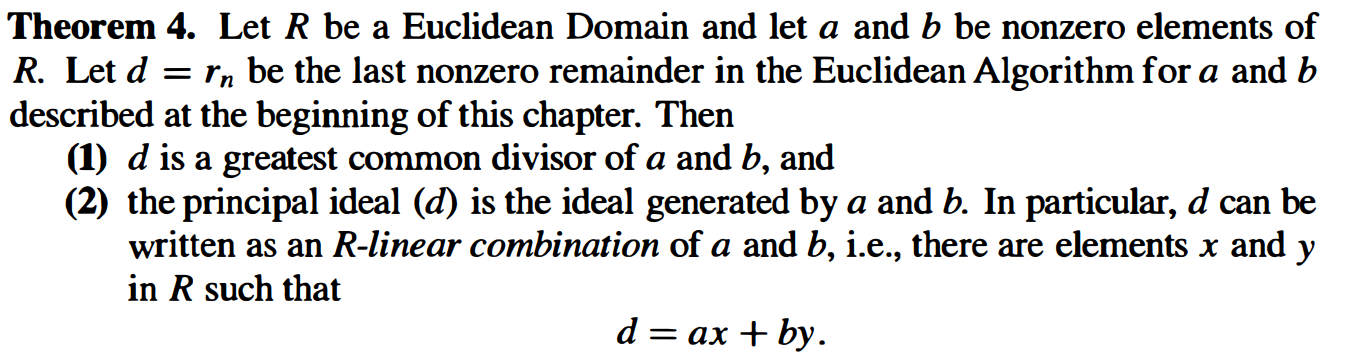 Theorem 4. Let R be a Euclidean Domain and let a and b be nonzero elements of
R. Let d = rₙ be the last nonzero remainder in the Euclidean Algorithm for a and b
described at the beginning of this chapter. Then
(1) d is a greatest common divisor of a and b, and
(2) the principal ideal (d) is the ideal generated by a and b. In particular, d can be
written as an R-linear combination of a and b, i.e., there are elements x and y
in R such that
d = ax + by.